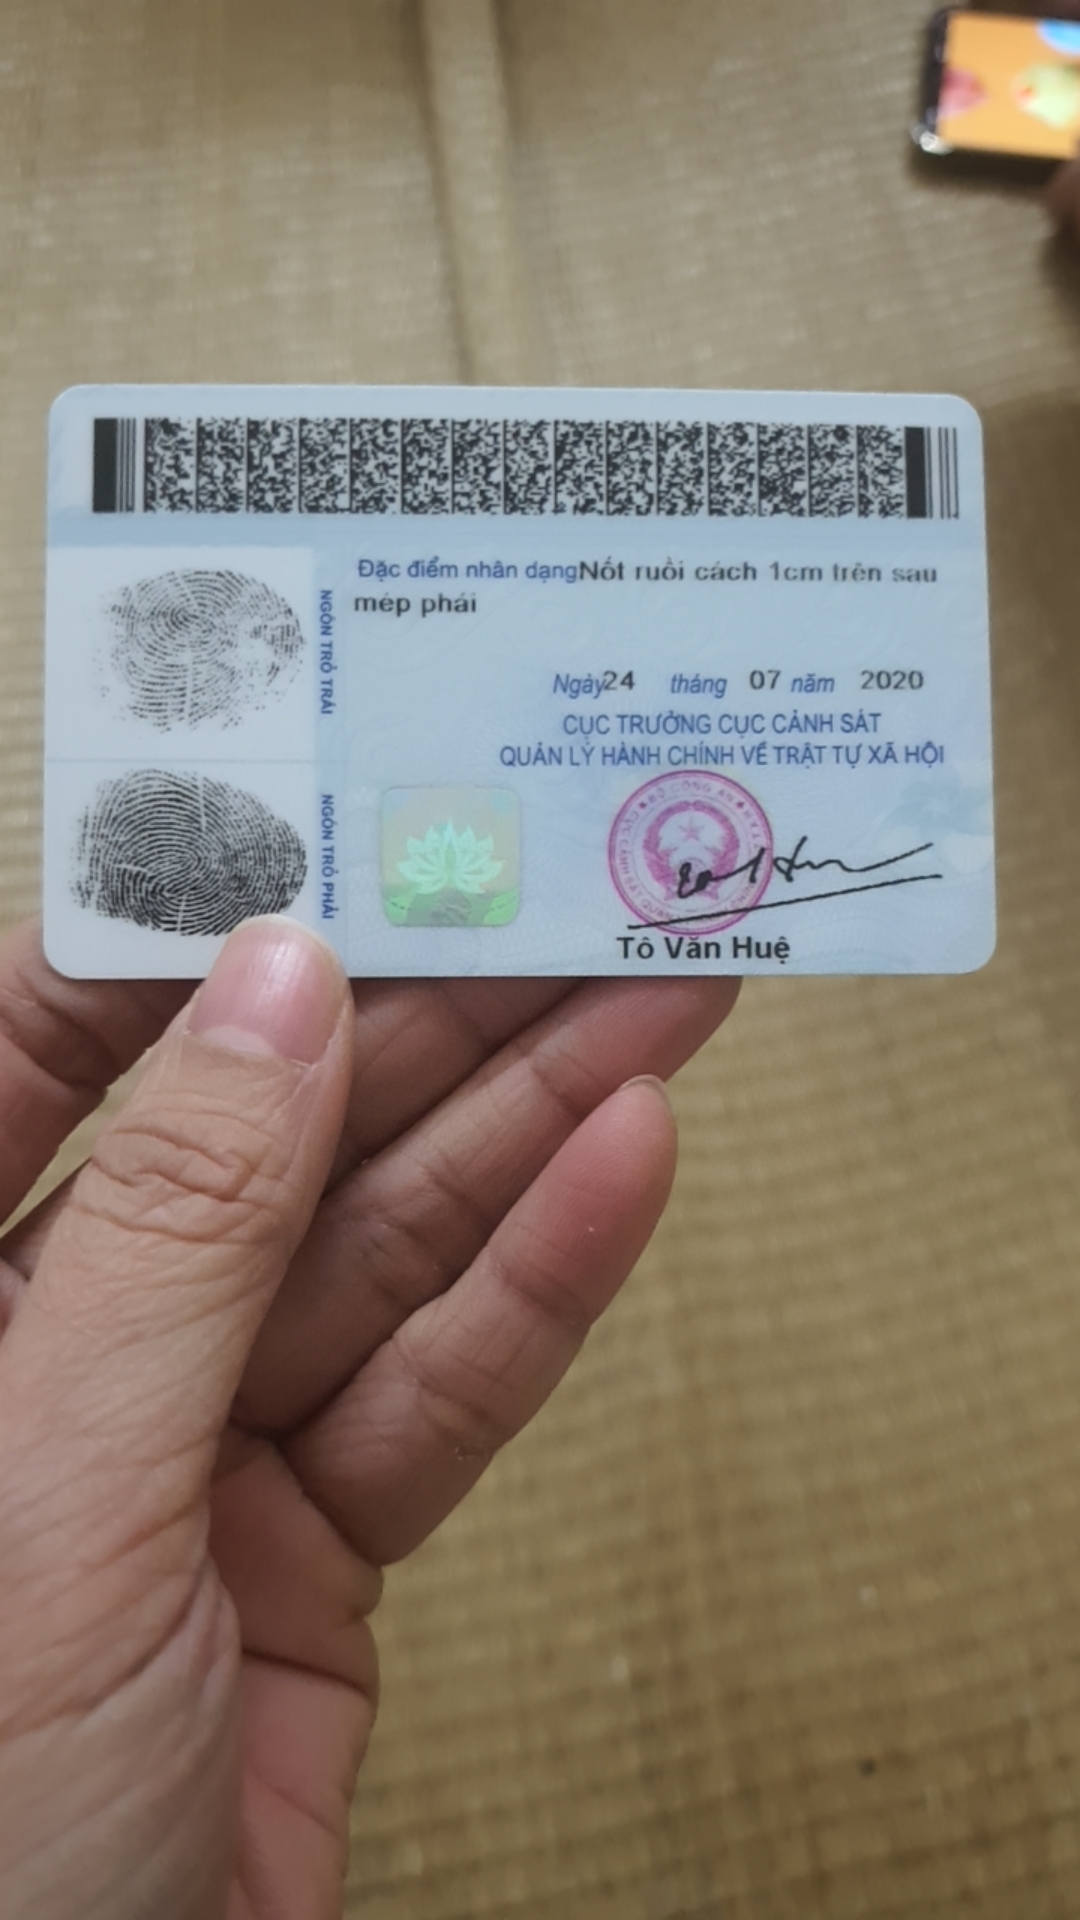 Đặc điểm nhân dạng Nốt ruồi cách 1cm trên sau
mép phải
NGÓN TRỎ TRÁI
Ngày 24 tháng 07 năm 2020
CỤC TRƯỞNG CỤC CẢNH SÁT
QUẢN LÝ HÀNH CHÍNH VỀ TRẬT TỰ XÃ HỘI
NGÓN TRỎ PHẢI
BỘ CÔNG AN
Tô Văn Huệ